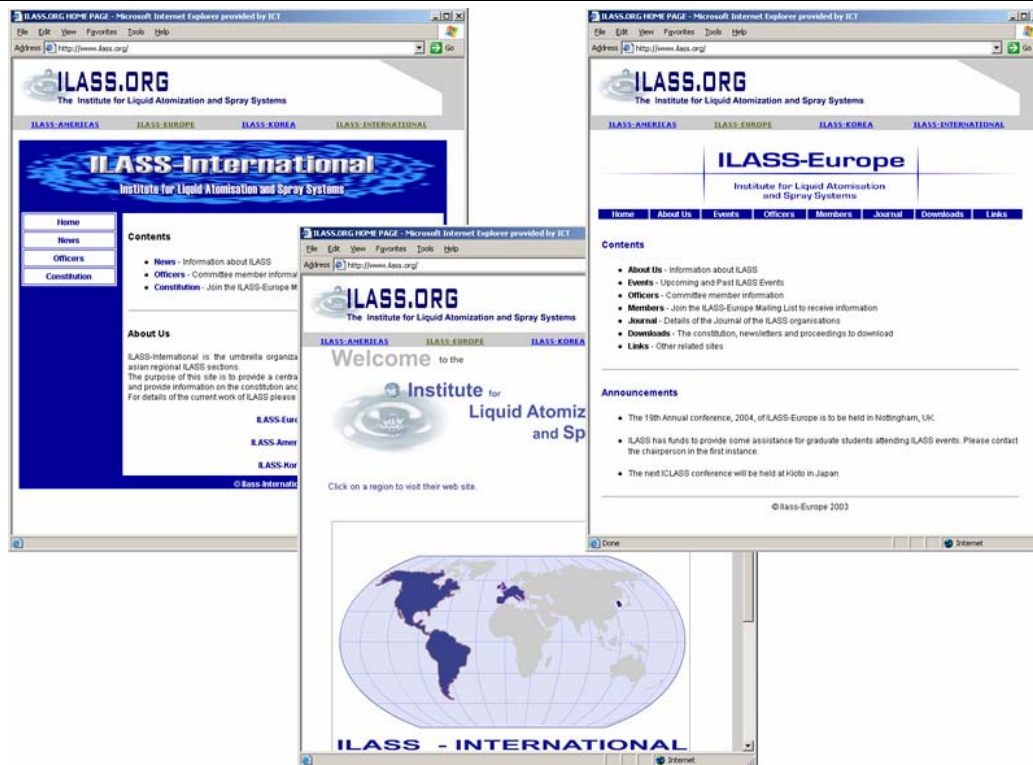 ILASS.ORG HOME PAGE - Microsoft Internet Explorer provided by ICT
File Edit View Favorites Tools Help
Address http://www.ilass.org/ Go
ILASS.ORG
The Institute for Liquid Atomization and Spray Systems
ILASS-AMERICAS ILASS-EUROPE ILASS-KOREA ILASS-INTERNATIONAL
ILASS-International
Institute for Liquid Atomisation and Spray Systems
Home
News
Officers
Constitution
Contents
• News - Information about ILASS
• Officers - Committee member informa
• Constitution - Join the ILASS-Europe M
About Us
ILASS-International is the umbrella organiza
asian regional ILASS sections.
The purpose of this site is to provide a centra
and provide information on the constitution and
For details of the current work of ILASS please
ILASS-Euro
ILASS-Amer
ILASS-Kor
© Ilass-Internatio
ILASS.ORG HOME PAGE - Microsoft Internet Explorer provided by ICT
File Edit View Favorites Tools Help
Address http://www.ilass.org/
ILASS.ORG
The Institute for Liquid Atomization and Spray Systems
ILASS-AMERICAS ILASS-EUROPE ILASS-KOREA
Welcome to the
Institute for
Liquid Atomiz
and Sp
Click on a region to visit their web site.
ILASS - INTERNATIONAL
Internet
ILASS.ORG HOME PAGE - Microsoft Internet Explorer provided by ICT
File Edit View Favorites Tools Help
Address http://www.ilass.org/ Go
ILASS.ORG
The Institute for Liquid Atomization and Spray Systems
ILASS-AMERICAS ILASS-EUROPE ILASS-KOREA ILASS-INTERNATIONAL
ILASS-Europe
Institute for Liquid Atomisation
and Spray Systems
Home About Us Events Officers Members Journal Downloads Links
Contents
• About Us - Information about ILASS
• Events - Upcoming and Past ILASS Events
• Officers - Committee member information
• Members - Join the ILASS-Europe Mailing List to receive information
• Journal - Details of the Journal of the ILASS organisations
• Downloads - The constitution, newsletters and proceedings to download
• Links - Other related sites
Announcements
• The 19th Annual conference, 2004, of ILASS-Europe is to be held in Nottingham, UK.
• ILASS has funds to provide some assistance for graduate students attending ILASS events. Please contact
the chairperson in the first instance.
• The next ICLASS conference will be held at Kioto in Japan.
© Ilass-Europe 2003
Done Internet